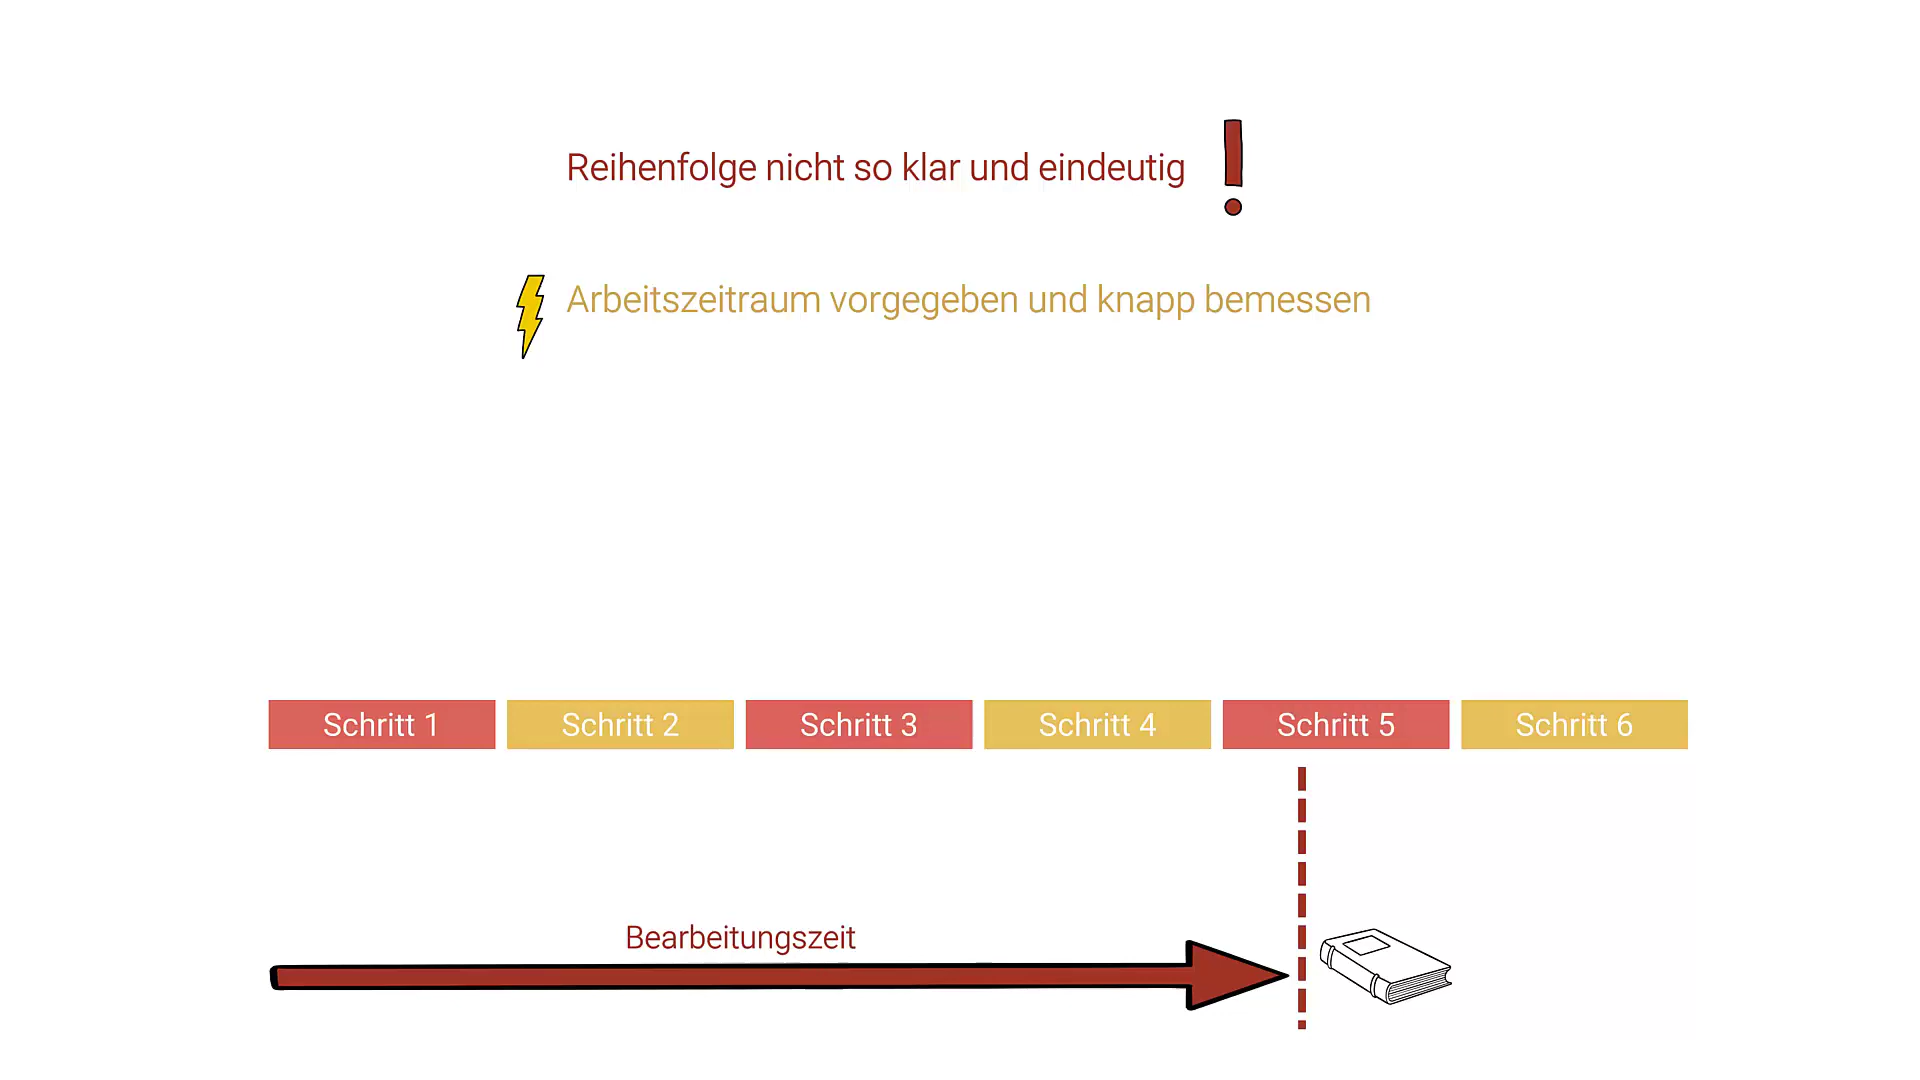 Reihenfolge nicht so klar und eindeutig
Arbeitszeitraum vorgegeben und knapp bemessen
Schritt 1 Schritt 2 Schritt 3 Schritt 4 Schritt 5 Schritt 6
Bearbeitungszeit